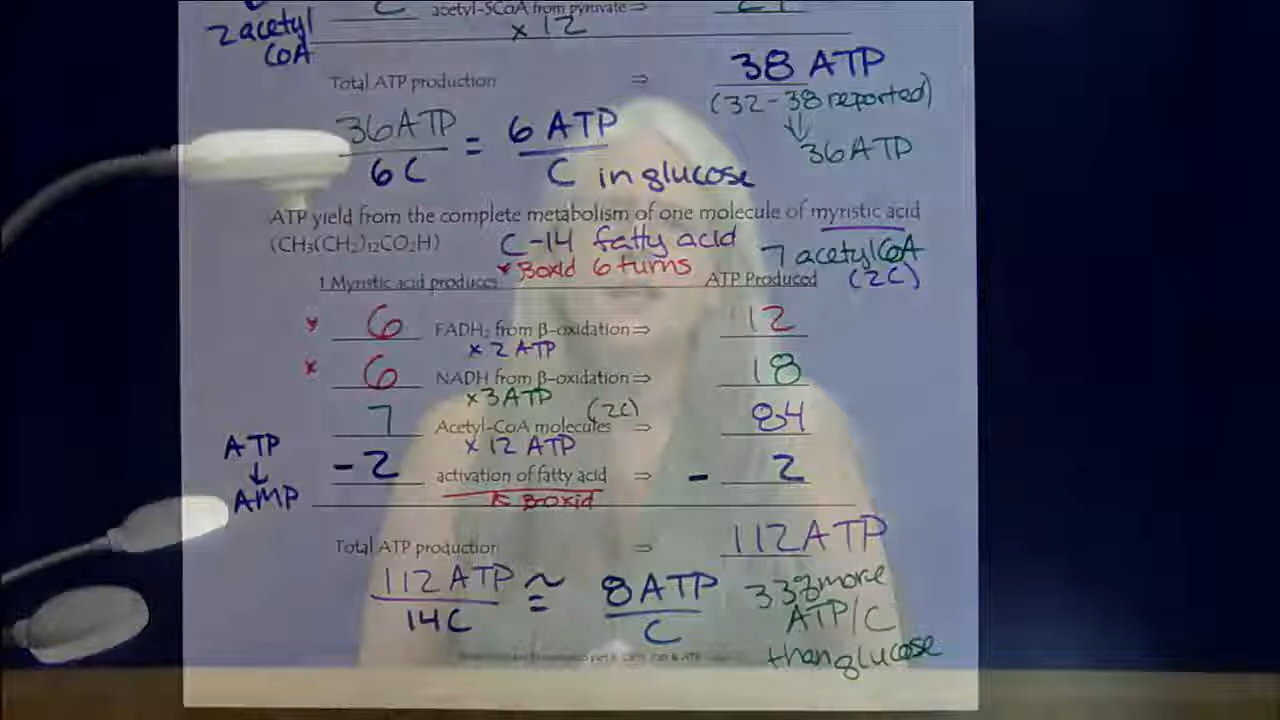 2 acetyl CoA
acetyl-SCoA from pyruvate ⇒
x 12
Total ATP production ⇒ 38 ATP
(32-38 reported)
↓
36 ATP
36 ATP / 6C = 6 ATP / C in glucose
ATP yield from the complete metabolism of one molecule of myristic acid
(CH3(CH2)12CO2H) C-14 fatty acid 7 acetyl CoA
* Boxid 6 turns (2C)
1 Myristic acid produces ATP Produced
* 6 FADH2 from β-oxidation ⇒ 12
x 2 ATP
* 6 NADH from β-oxidation ⇒ 18
x 3 ATP (2C)
7 Acetyl-CoA molecules ⇒ 84
x 12 ATP
ATP ↓ AMP
-2 activation of fatty acid ⇒ - 2
Boxid
Total ATP production ⇒ 112 ATP
112 ATP / 14C ≅ 8 ATP / C
more
ATP/C
than glucose